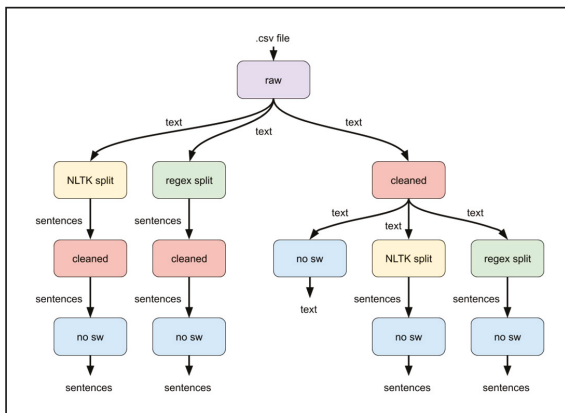 .csv file
raw
text
text
text
NLTK split
regex split
cleaned
sentences
sentences
text
text
text
cleaned
cleaned
no sw
NLTK split
regex split
sentences
sentences
text
sentences
sentences
no sw
no sw
no sw
no sw
sentences
sentences
sentences
sentences